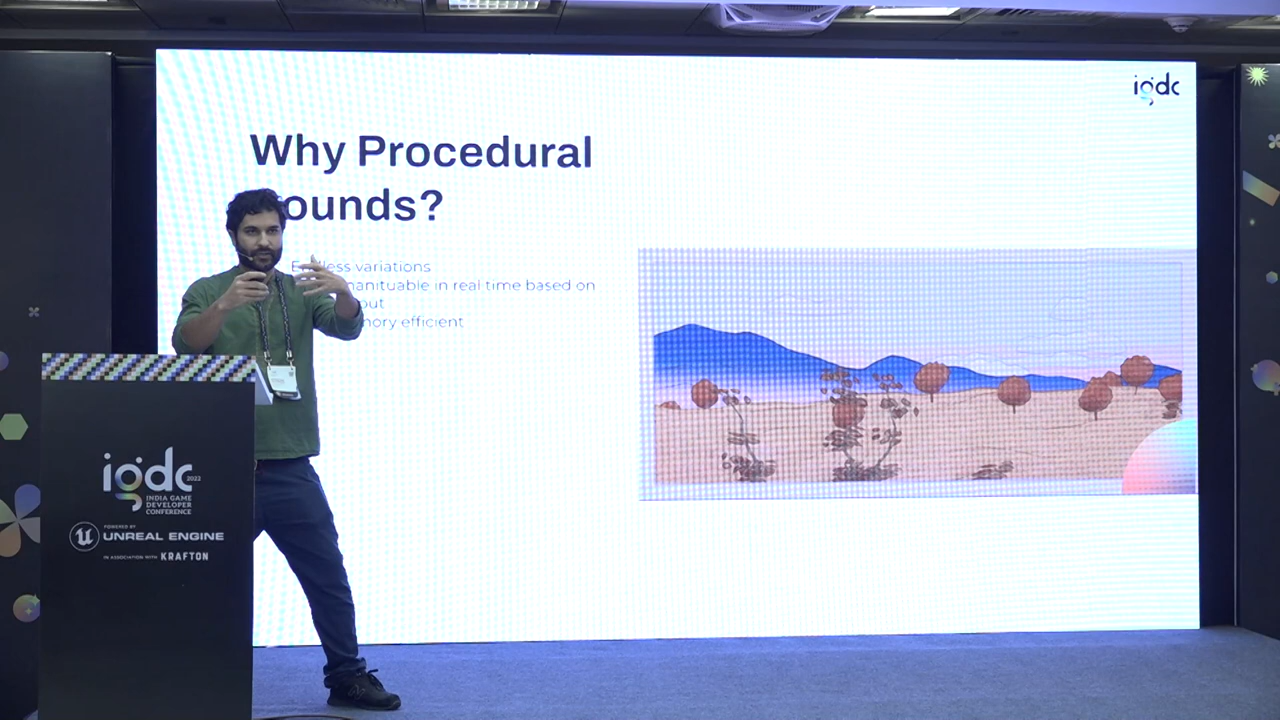 igdc
Why Procedural
ounds?
Endless variations
manituable in real time based on
out
ory efficient
igdc 2022
INDIA GAME
DEVELOPER
CONFERENCE
POWERED BY
UNREAL ENGINE
IN ASSOCIATION WITH KRAFTON